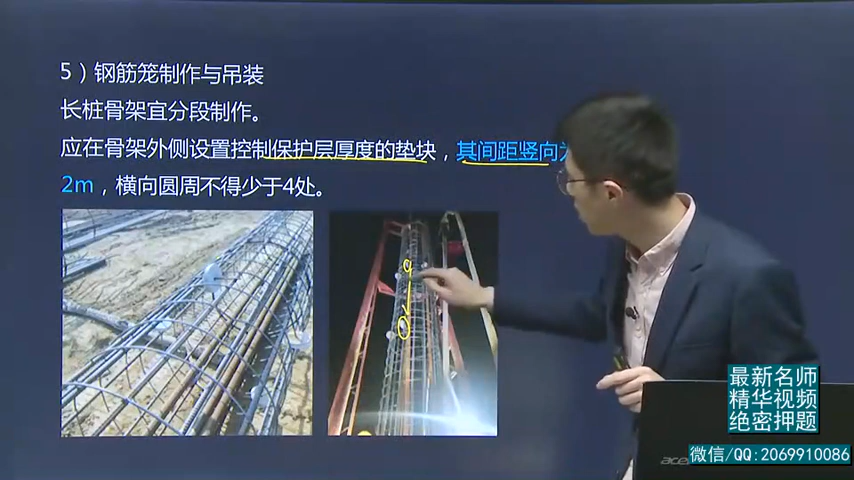 5）钢筋笼制作与吊装
长桩骨架宜分段制作。
应在骨架外侧设置控制保护层厚度的垫块，其间距竖向为
2m，横向圆周不得少于4处。
最新名师
精华视频
绝密押题
acer
微信/QQ:2069910086